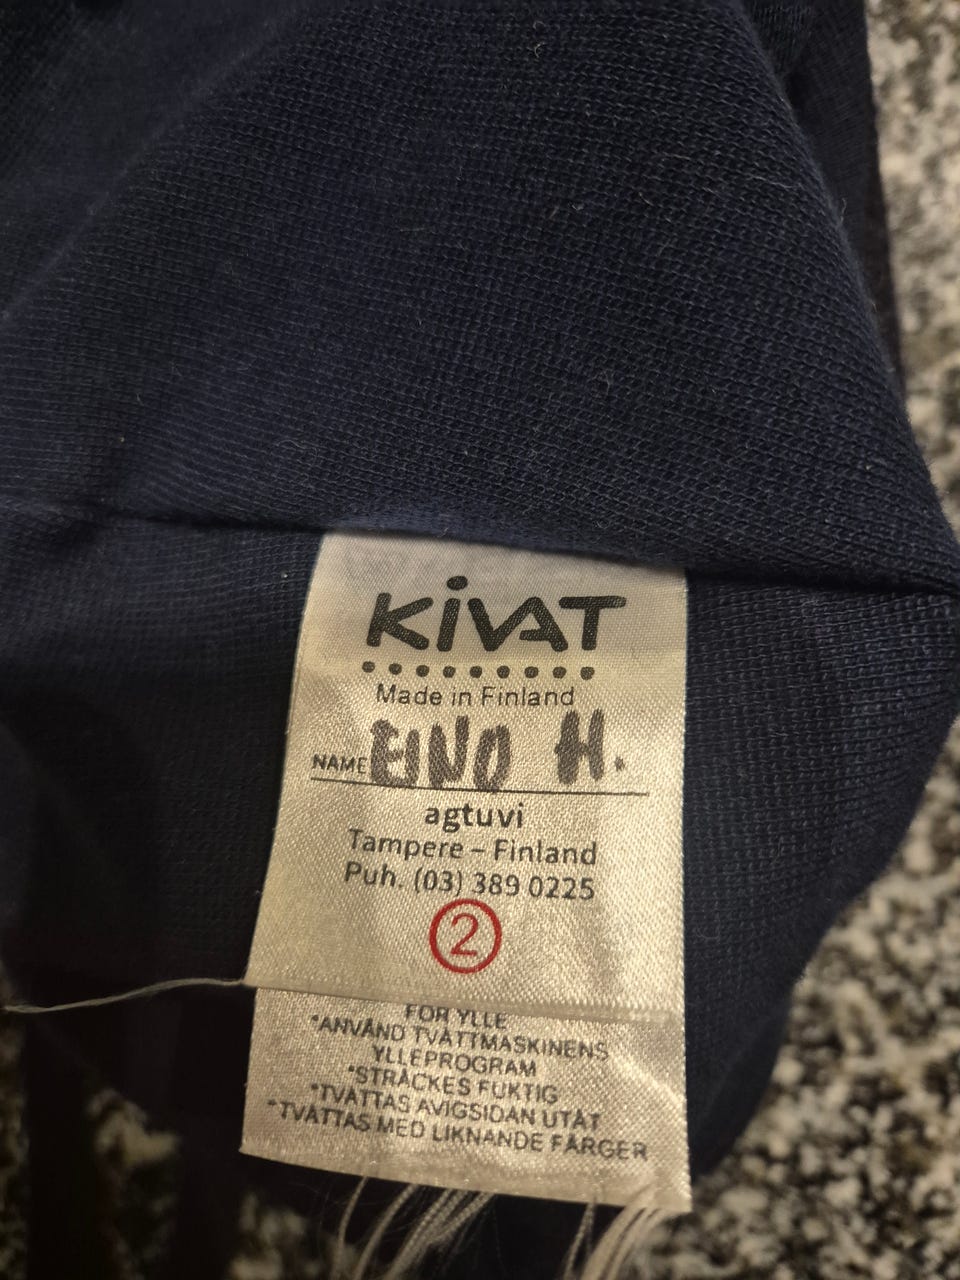 KiVAT
Made in Finland
NAME EINO H.
agtuvi
Tampere – Finland
Puh. (03) 389 0225
2
FÖR YLLE
*ANVÄND TVÄTTMASKINENS
YLLEPROGRAM
*STRÄCKES FUKTIG
*TVÄTTAS AVIGSIDAN UTÅT
*TVÄTTAS MED LIKNANDE FÄRGER